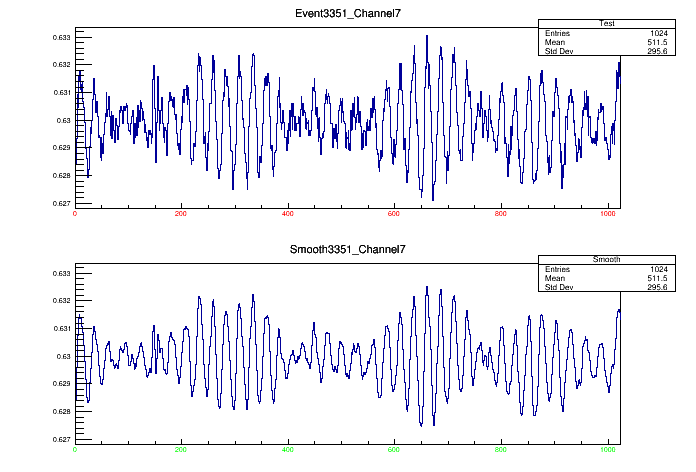 Event3351_Channel7
Test
Entries 1024
Mean 511.5
Std Dev 295.6
0.633
0.632
0.631
0.63
0.629
0.628
0.627
0 200 400 600 800 1000
Smooth3351_Channel7
Smooth
Entries 1024
Mean 511.5
Std Dev 295.6
0.633
0.632
0.631
0.63
0.629
0.628
0.627
0 200 400 600 800 1000